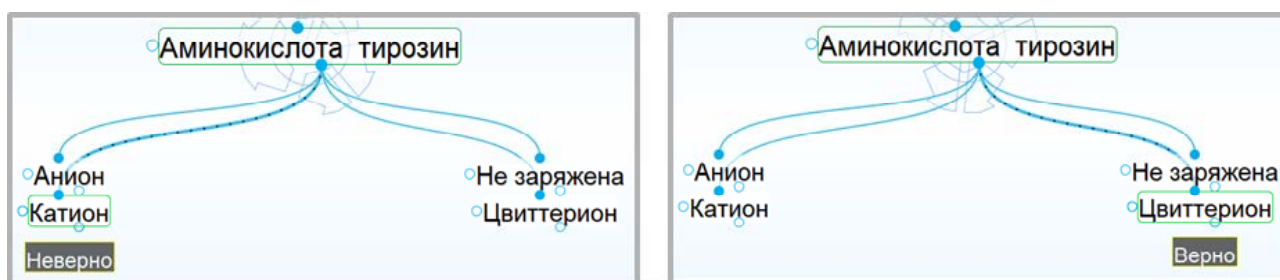 Аминокислота тирозин
Анион
Не заряжена
Катион
Цвиттерион
Неверно
Аминокислота тирозин
Анион
Не заряжена
Катион
Цвиттерион
Верно